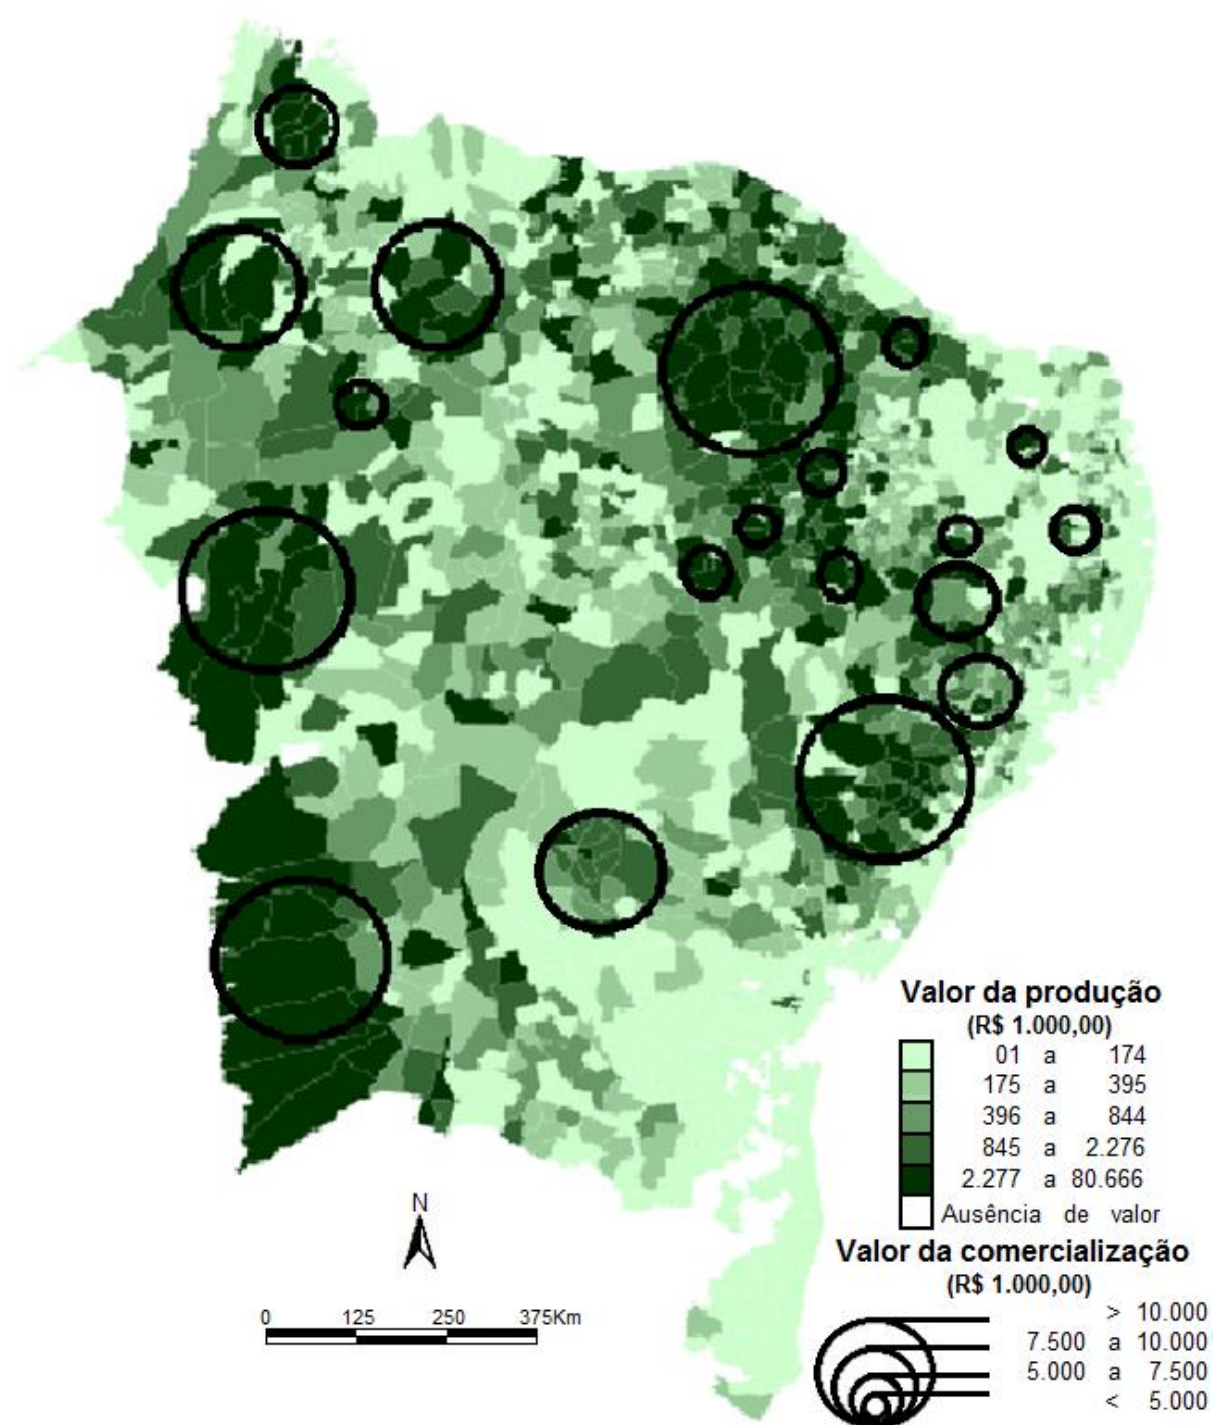 Valor da produção
(R$ 1.000,00)
01 a 174
175 a 395
396 a 844
845 a 2.276
2.277 a 80.666
Ausência de valor
N
Valor da comercialização
(R$ 1.000,00)
0 125 250 375Km
> 10.000
7.500 a 10.000
5.000 a 7.500
< 5.000